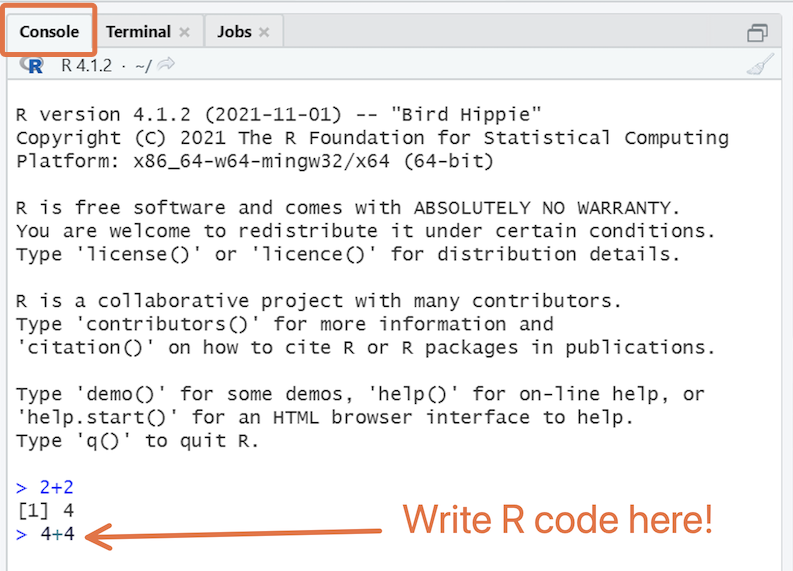 Console Terminal Jobs
R R 4.1.2 · ~/
R version 4.1.2 (2021-11-01) -- "Bird Hippie"
Copyright (C) 2021 The R Foundation for Statistical Computing
Platform: x86_64-w64-mingw32/x64 (64-bit)
R is free software and comes with ABSOLUTELY NO WARRANTY.
You are welcome to redistribute it under certain conditions.
Type 'license()' or 'licence()' for distribution details.
R is a collaborative project with many contributors.
Type 'contributors()' for more information and
'citation()' on how to cite R or R packages in publications.
Type 'demo()' for some demos, 'help()' for on-line help, or
'help.start()' for an HTML browser interface to help.
Type 'q()' to quit R.
> 2+2
[1] 4
> 4+4
Write R code here!